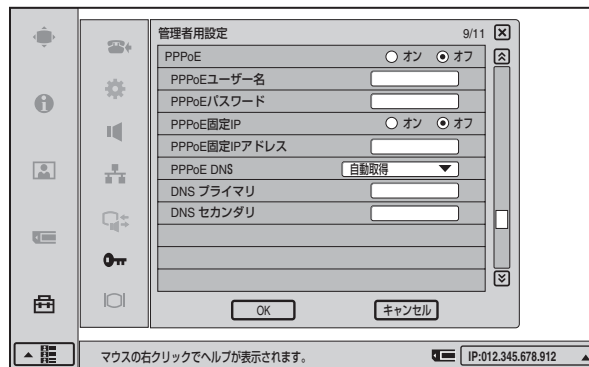 管理者用設定 9/11
PPPoE オン オフ
PPPoEユーザー名
PPPoEパスワード
PPPoE固定IP オン オフ
PPPoE固定IPアドレス
PPPoE DNS 自動取得
DNS プライマリ
DNS セカンダリ
OK キャンセル
マウスの右クリックでヘルプが表示されます。 IP:012.345.678.912